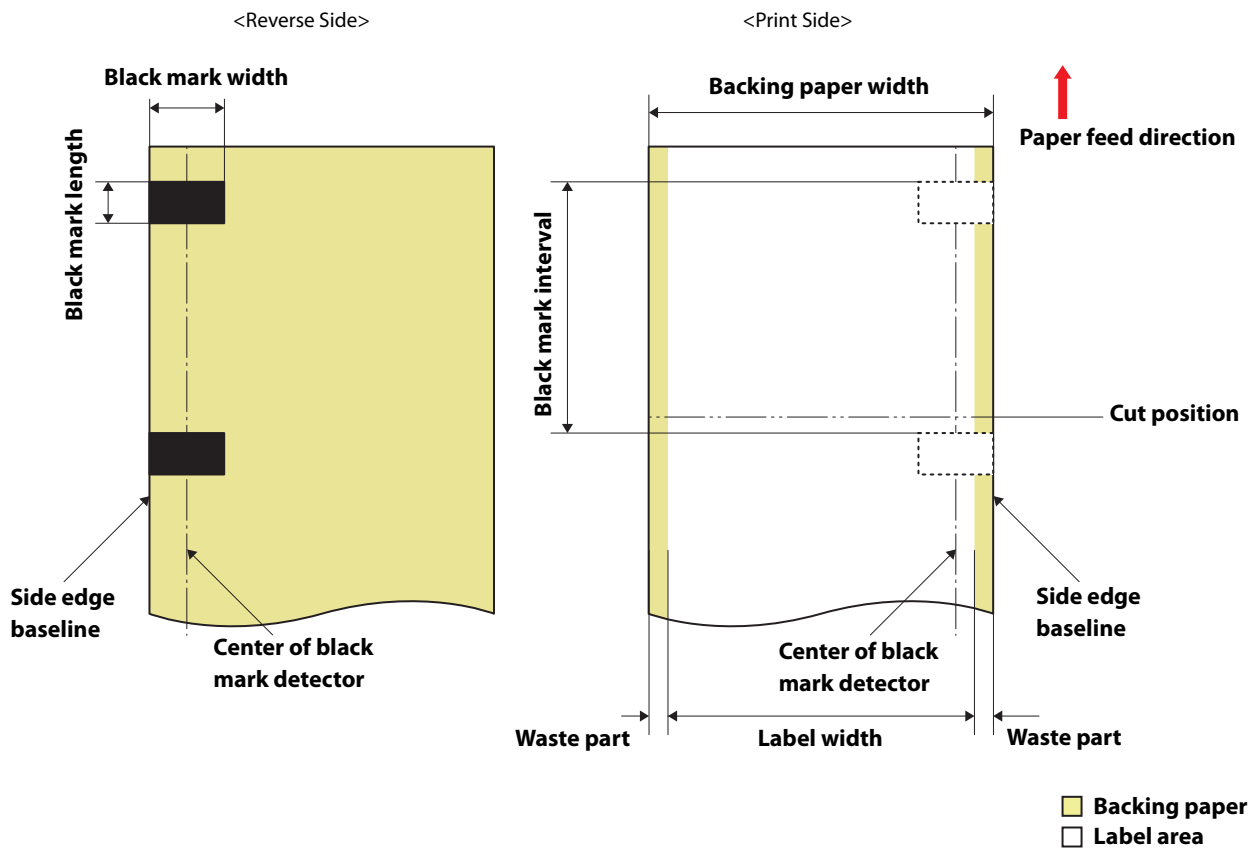 <Reverse Side>
<Print Side>
Black mark width
Backing paper width
Paper feed direction
Black mark length
Black mark interval
Cut position
Side edge
baseline
Center of black
mark detector
Center of black
mark detector
Side edge
baseline
Waste part
Label width
Waste part
Backing paper
Label area